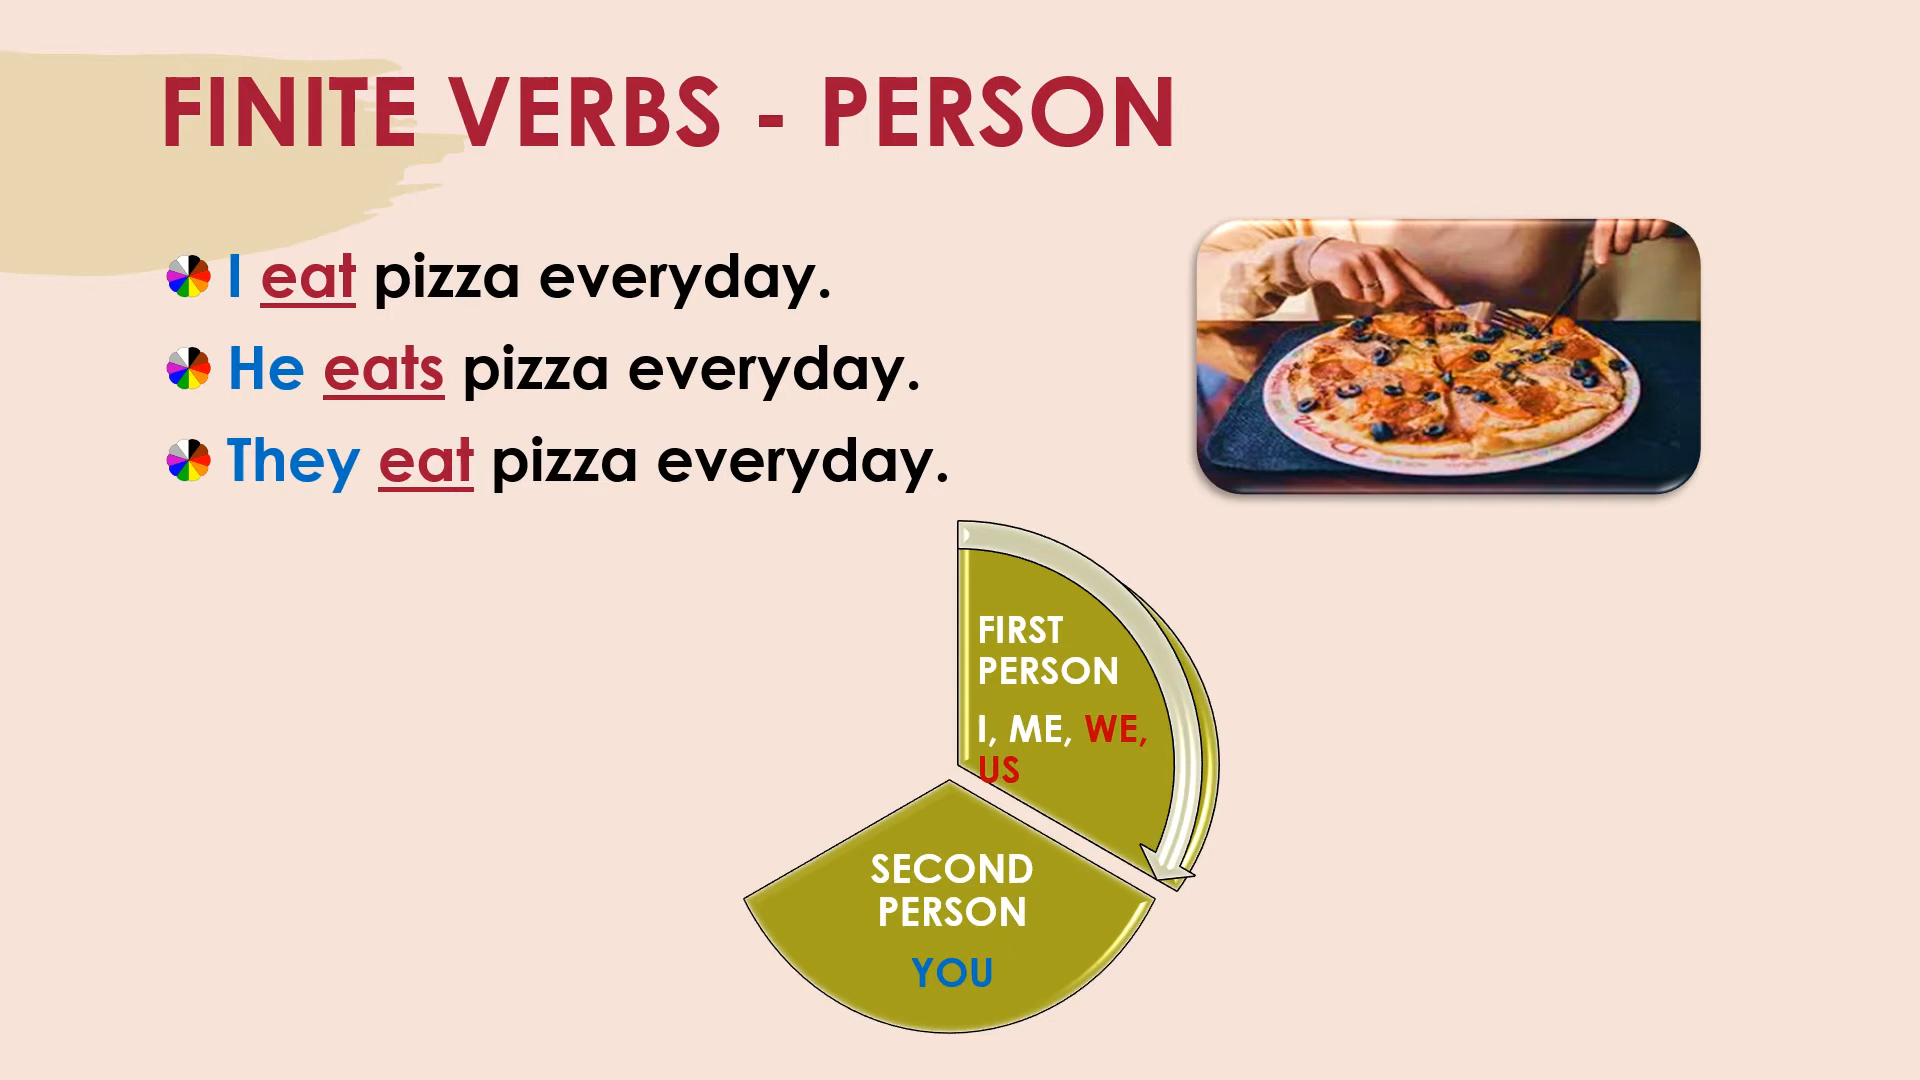 FINITE VERBS - PERSON
I eat pizza everyday.
He eats pizza everyday.
They eat pizza everyday.
FIRST
PERSON
I, ME, WE,
US
SECOND
PERSON
YOU